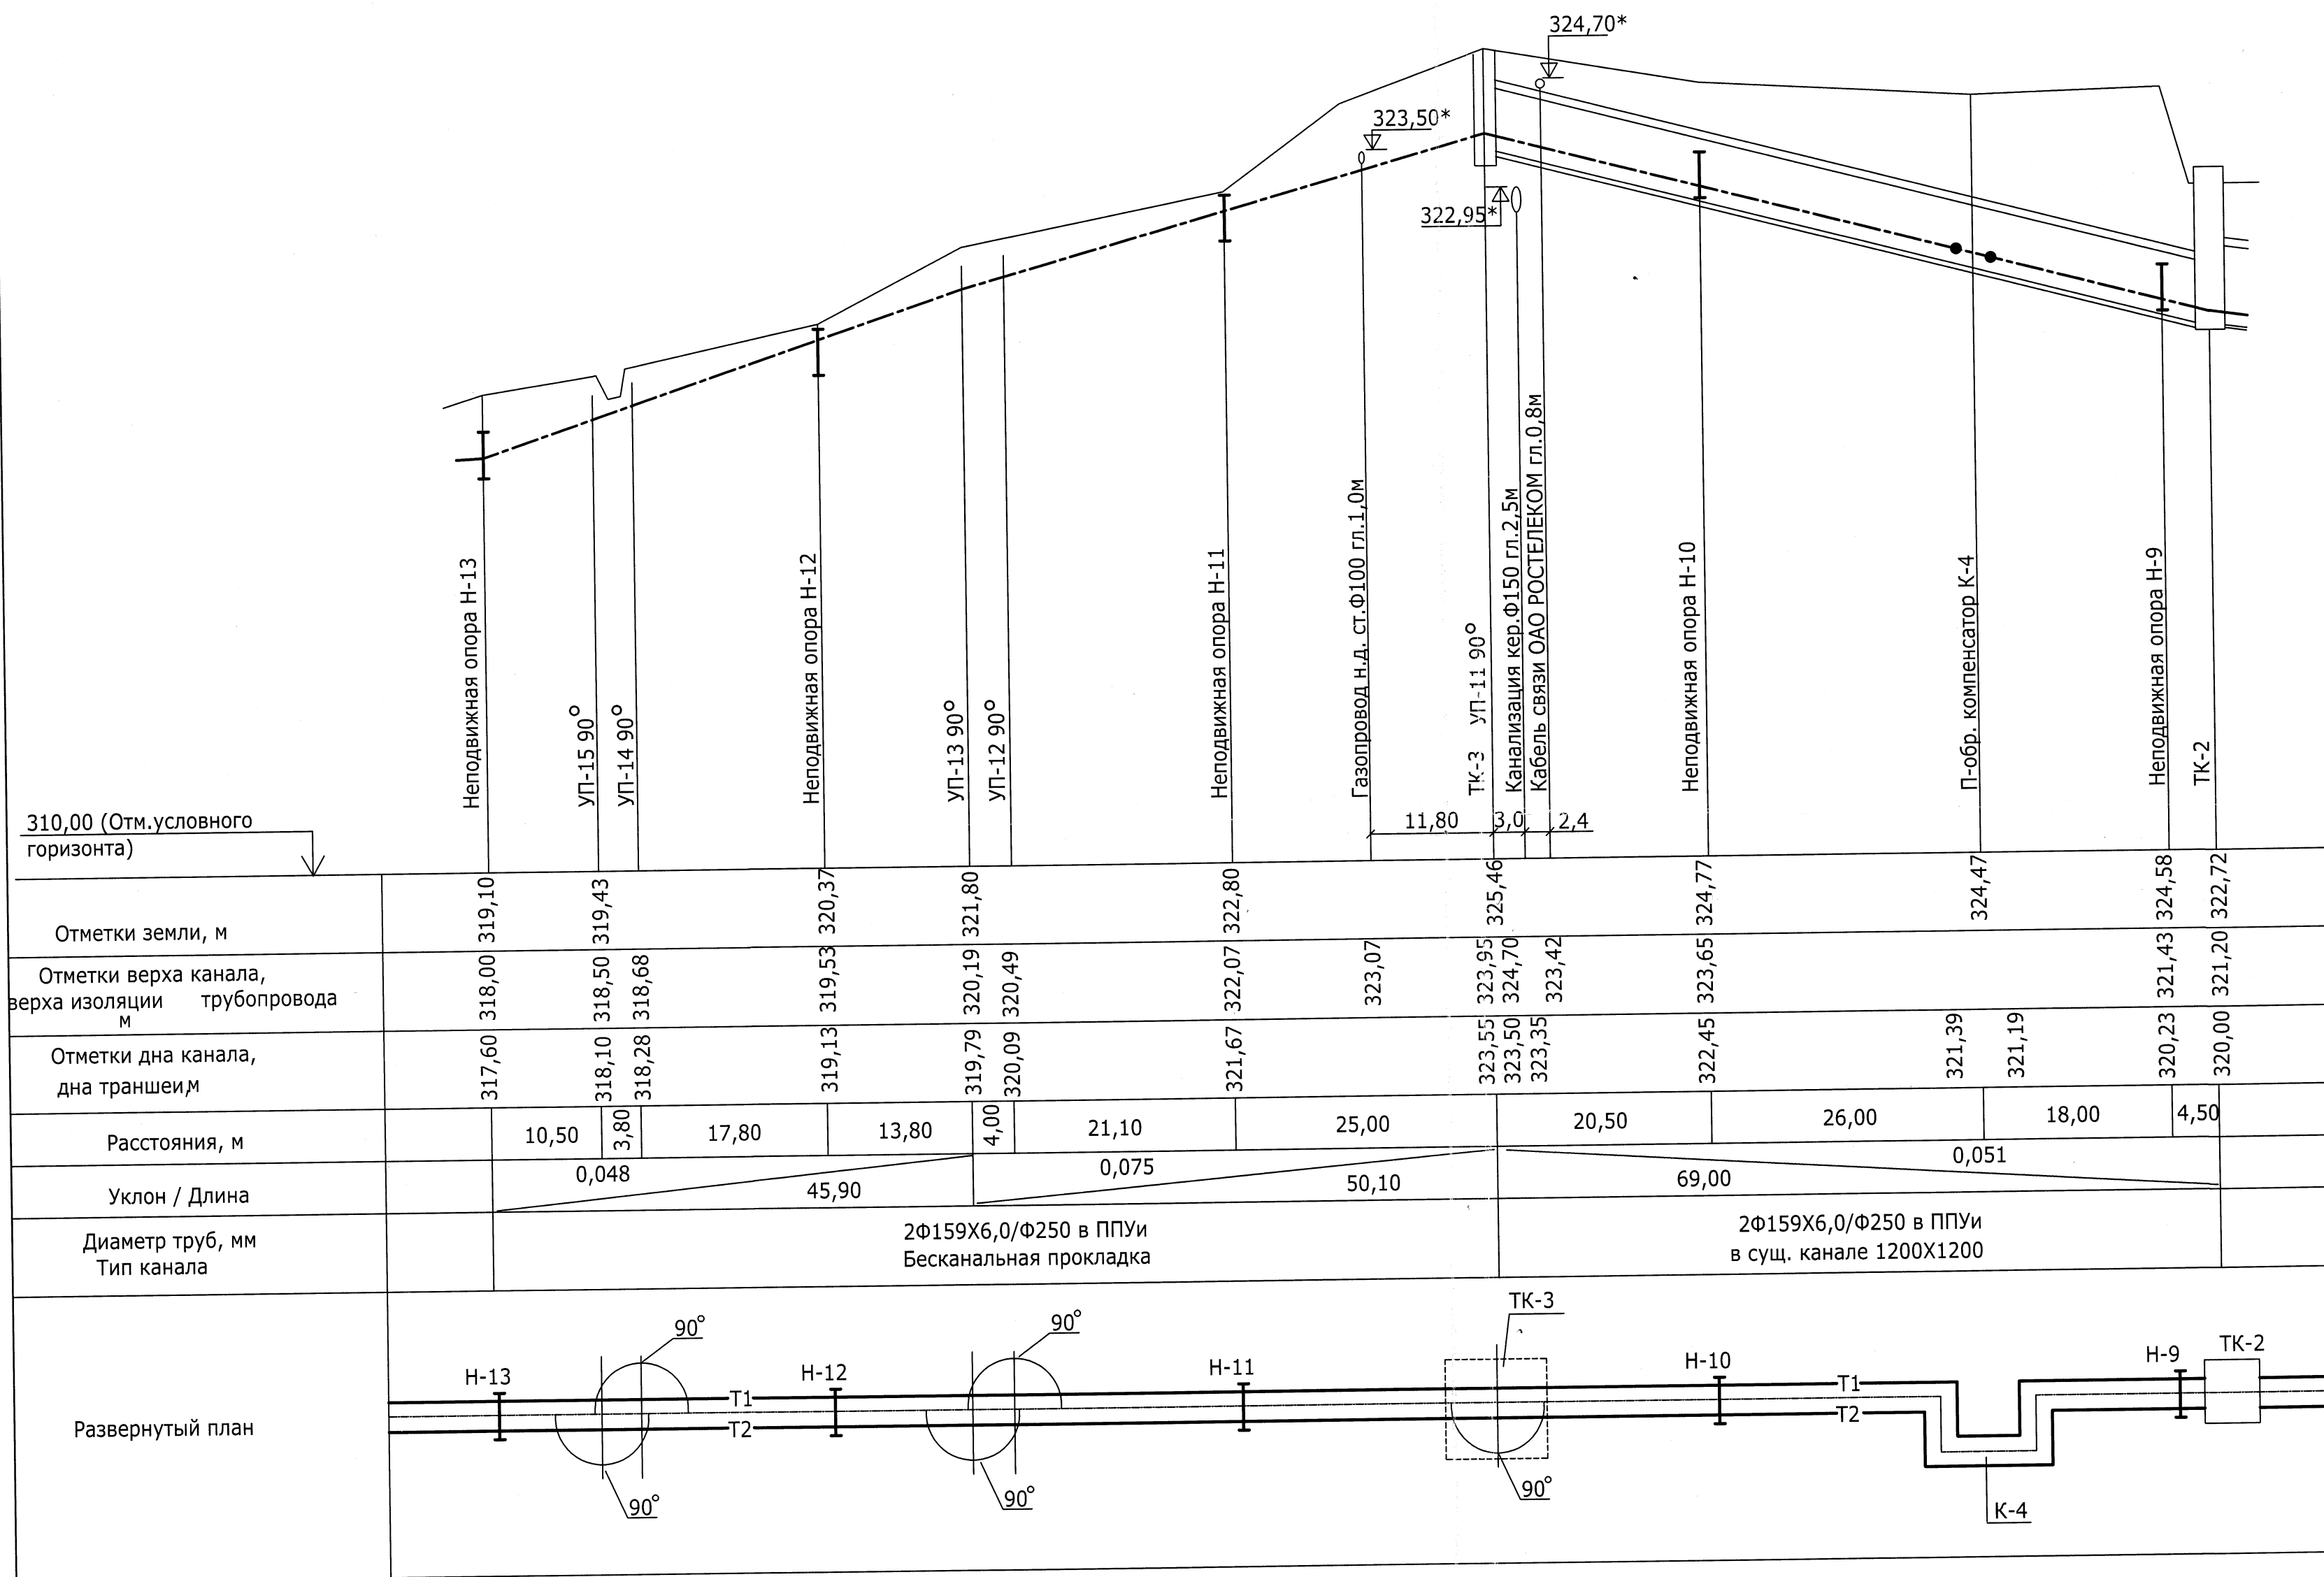 324,70*
323,50*
322,95*
Неподвижная опора Н-13
УП-15 90°
УП-14 90°
Неподвижная опора Н-12
УП-13 90°
УП-12 90°
Неподвижная опора Н-11
Газопровод н.д. ст.Ф100 гл.1,0м
ТК-3 УП-11 90°
Канализация кер.Ф150 гл.2,5м
Кабель связи ОАО РОСТЕЛЕКОМ гл.0,8м
Неподвижная опора Н-10
П-обр. компенсатор К-4
Неподвижная опора Н-9
ТК-2
310,00 (Отм.условного
горизонта)
11,80 3,0 2,4
Отметки земли, м
319,10 319,43 320,37 321,80 322,80 325,46 324,77 324,47 324,58 322,72
Отметки верха канала,
верха изоляции трубопровода
м
318,00 318,50 318,68 319,53 320,19 320,49 322,07 323,07 323,95 324,70 323,42 323,65 321,43 321,20
Отметки дна канала,
дна траншеи,м
317,60 318,10 318,28 319,13 319,79 320,09 321,67 323,55 323,50 323,35 322,45 321,39 321,19 320,23 320,00
Расстояния, м
10,50 3,80 17,80 13,80 4,00 21,10 25,00 20,50 26,00 18,00 4,50
Уклон / Длина
0,048 45,90 0,075 50,10 69,00 0,051
Диаметр труб, мм
Тип канала
2Ф159Х6,0/Ф250 в ППУи
Бесканальная прокладка
2Ф159Х6,0/Ф250 в ППУи
в сущ. канале 1200Х1200
Развернутый план
Н-13
90°
90°
Т1
Т2
Н-12
90°
90°
Н-11
ТК-3
90°
Н-10
Т1
Т2
К-4
Н-9
ТК-2